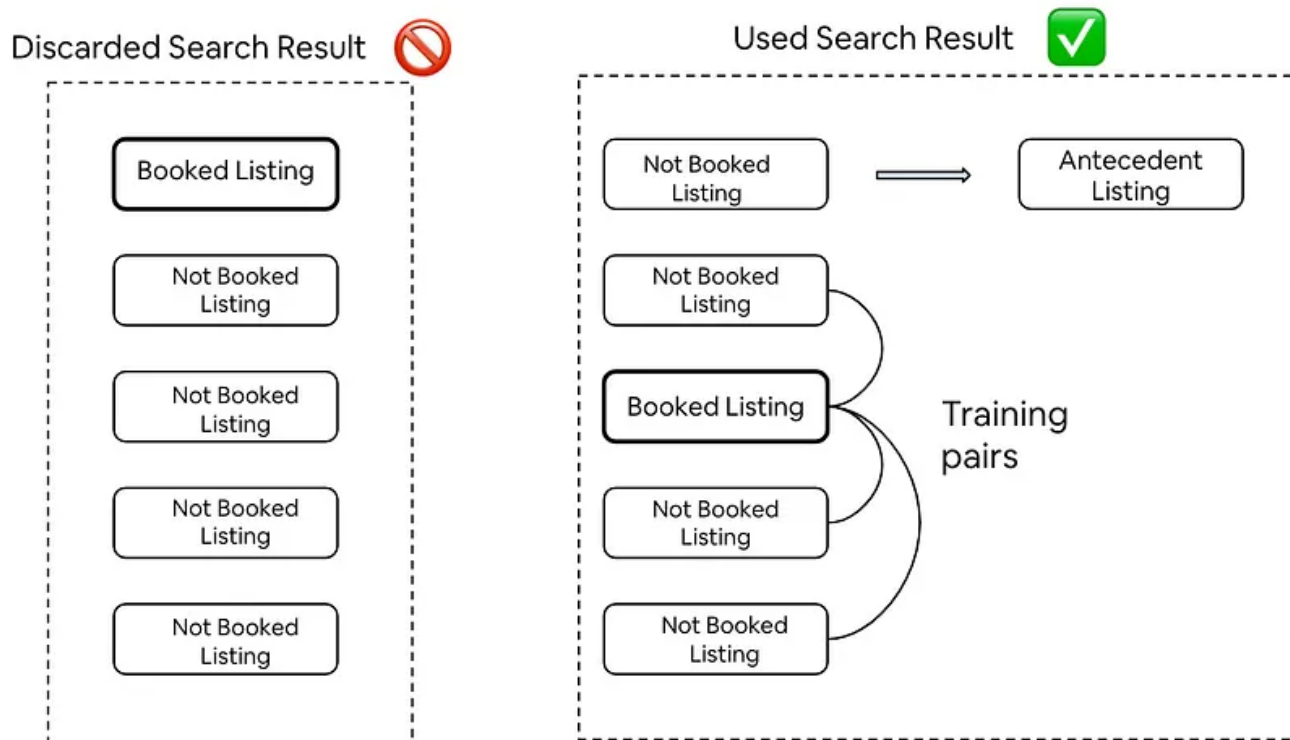 Discarded Search Result
Booked Listing
Not Booked
Listing
Not Booked
Listing
Not Booked
Listing
Not Booked
Listing
Used Search Result
Not Booked
Listing
Antecedent
Listing
Not Booked
Listing
Booked Listing
Training
pairs
Not Booked
Listing
Not Booked
Listing